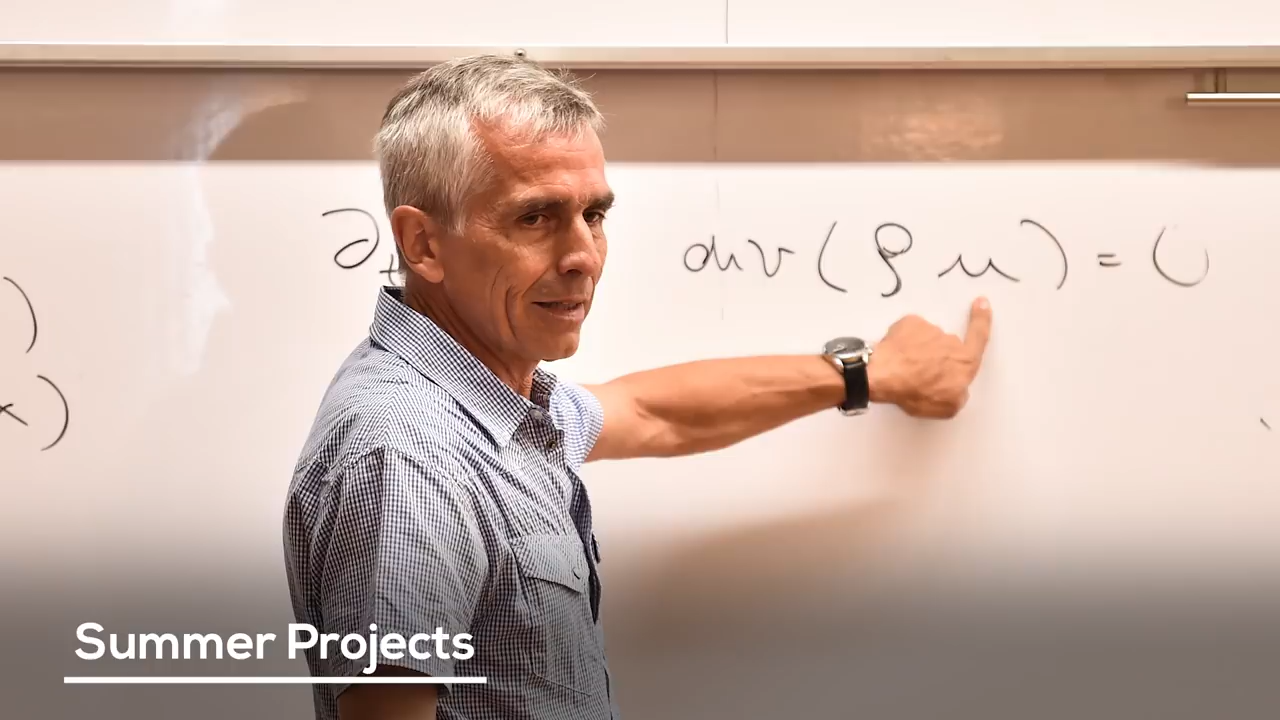 ∂t div(ρu) = 0
)
x)
Summer Projects